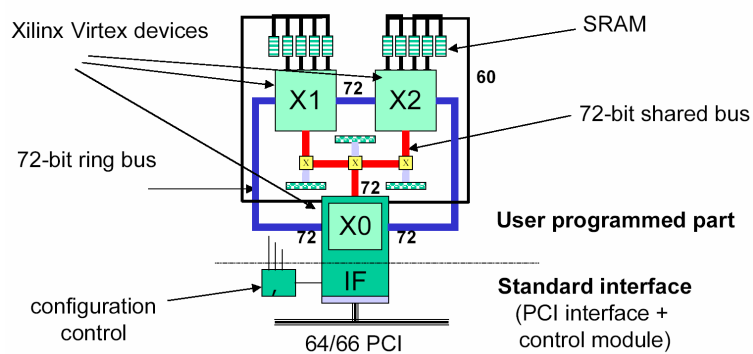 Xilinx Virtex devices
SRAM
X1
72
X2
60
72-bit shared bus
72-bit ring bus
X
X
X
72
X0
72
72
User programmed part
IF
Standard interface
(PCI interface +
control module)
configuration
control
,
64/66 PCI